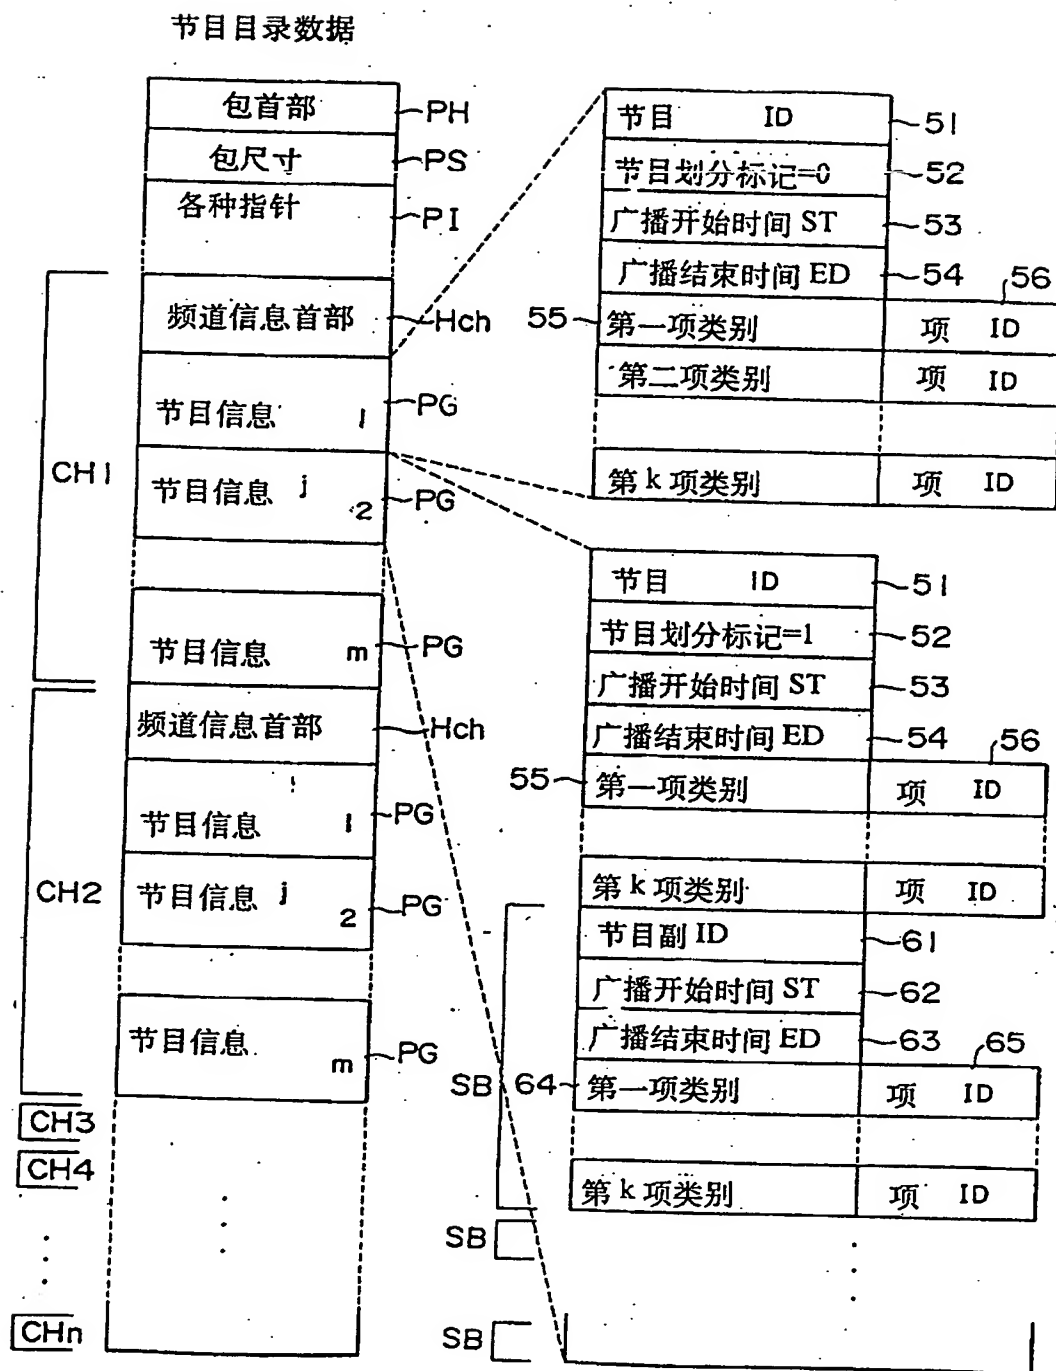 节目目录数据
包首部
PH
包尺寸
PS
各种指针
PI
CH1
频道信息首部
Hch
节目信息 1
PG
节目信息 j 2
PG
节目信息 m
PG
CH2
频道信息首部
Hch
节目信息 1
PG
节目信息 j 2
PG
节目信息 m
PG
CH3
CH4
CHn
节目 ID
51
节目划分标记=0
52
广播开始时间 ST
53
广播结束时间 ED
54
56
55
第一项类别 项 ID
第二项类别 项 ID
第 k 项类别 项 ID
节目 ID
51
节目划分标记=1
52
广播开始时间 ST
53
广播结束时间 ED
54
56
55
第一项类别 项 ID
第 k 项类别 项 ID
节目副 ID
61
广播开始时间 ST
62
广播结束时间 ED
63
65
SB
64
第一项类别 项 ID
第 k 项类别 项 ID
SB
SB